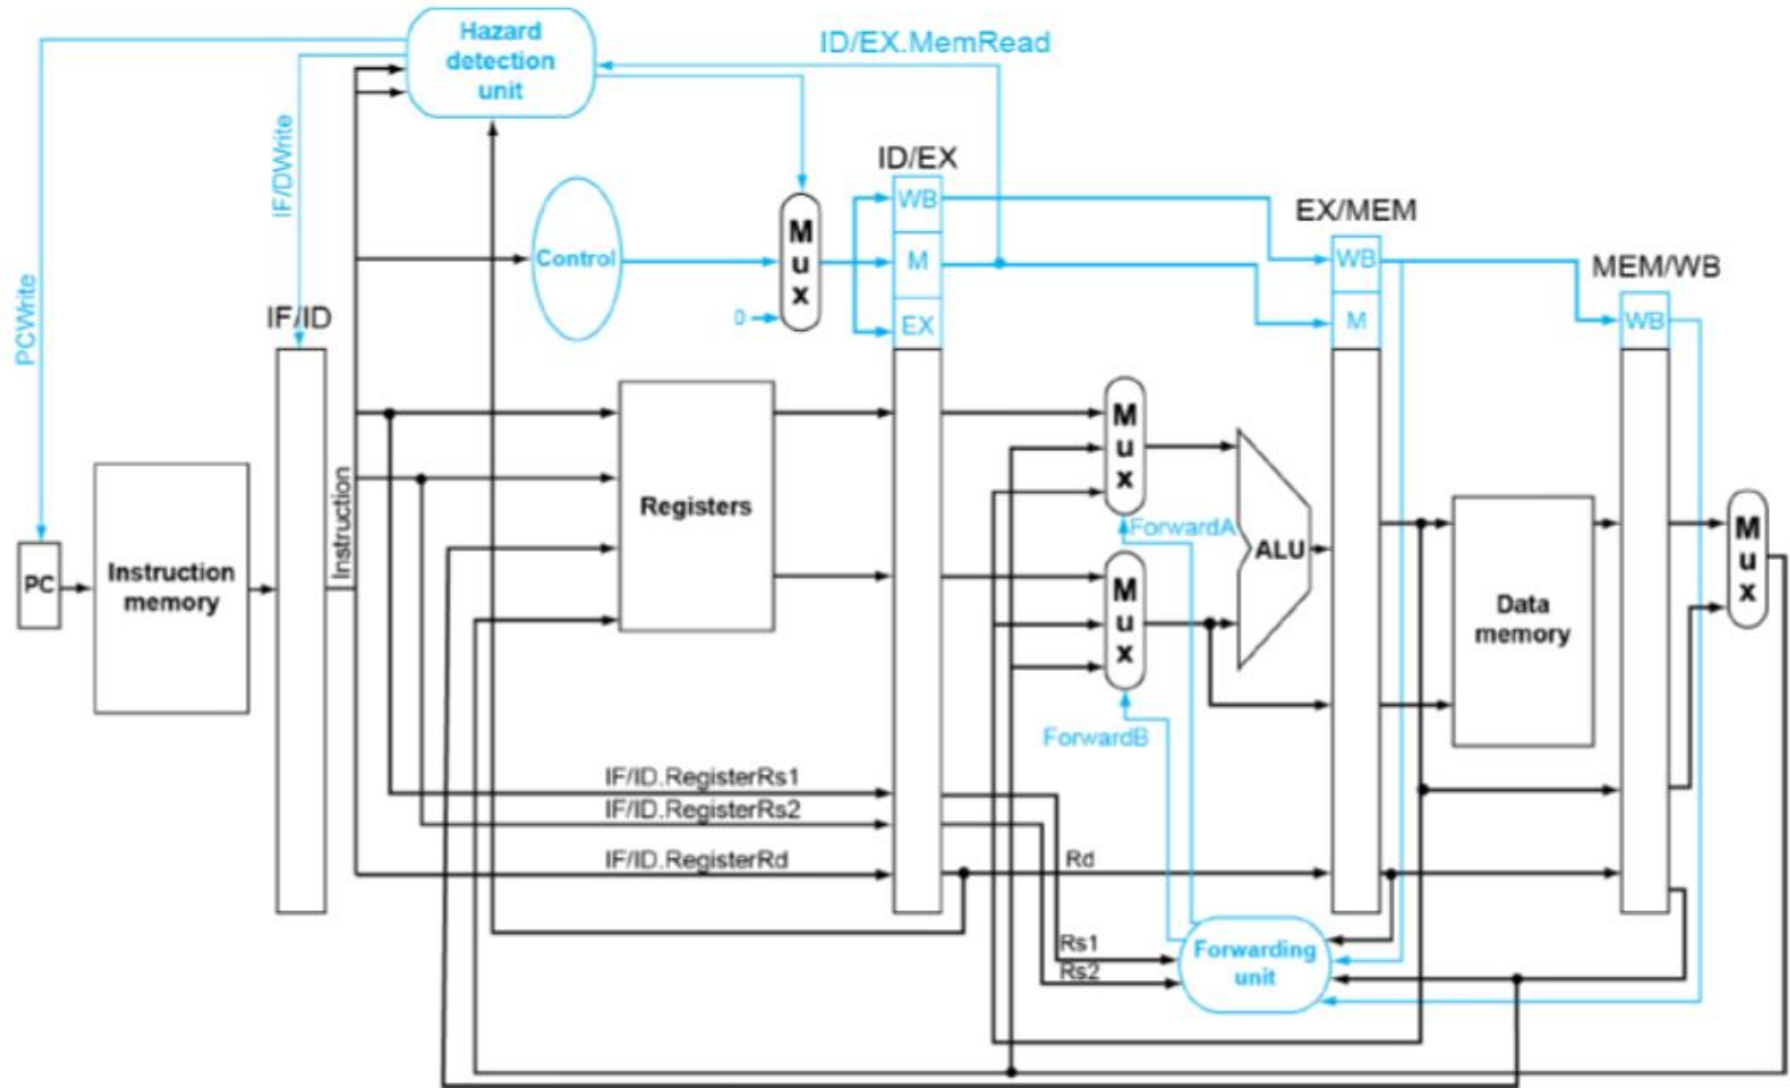 Hazard
detection
unit
ID/EX.MemRead
IF/DWrite
PCWrite
ID/EX
WB
M
EX
EX/MEM
WB
M
MEM/WB
WB
Control
M
u
x
0
IF/ID
Instruction
PC
Instruction
memory
Registers
M
u
x
ForwardA
M
u
x
ForwardB
ALU
Data
memory
M
u
x
IF/ID.RegisterRs1
IF/ID.RegisterRs2
IF/ID.RegisterRd
Rd
Rs1
Rs2
Forwarding
unit